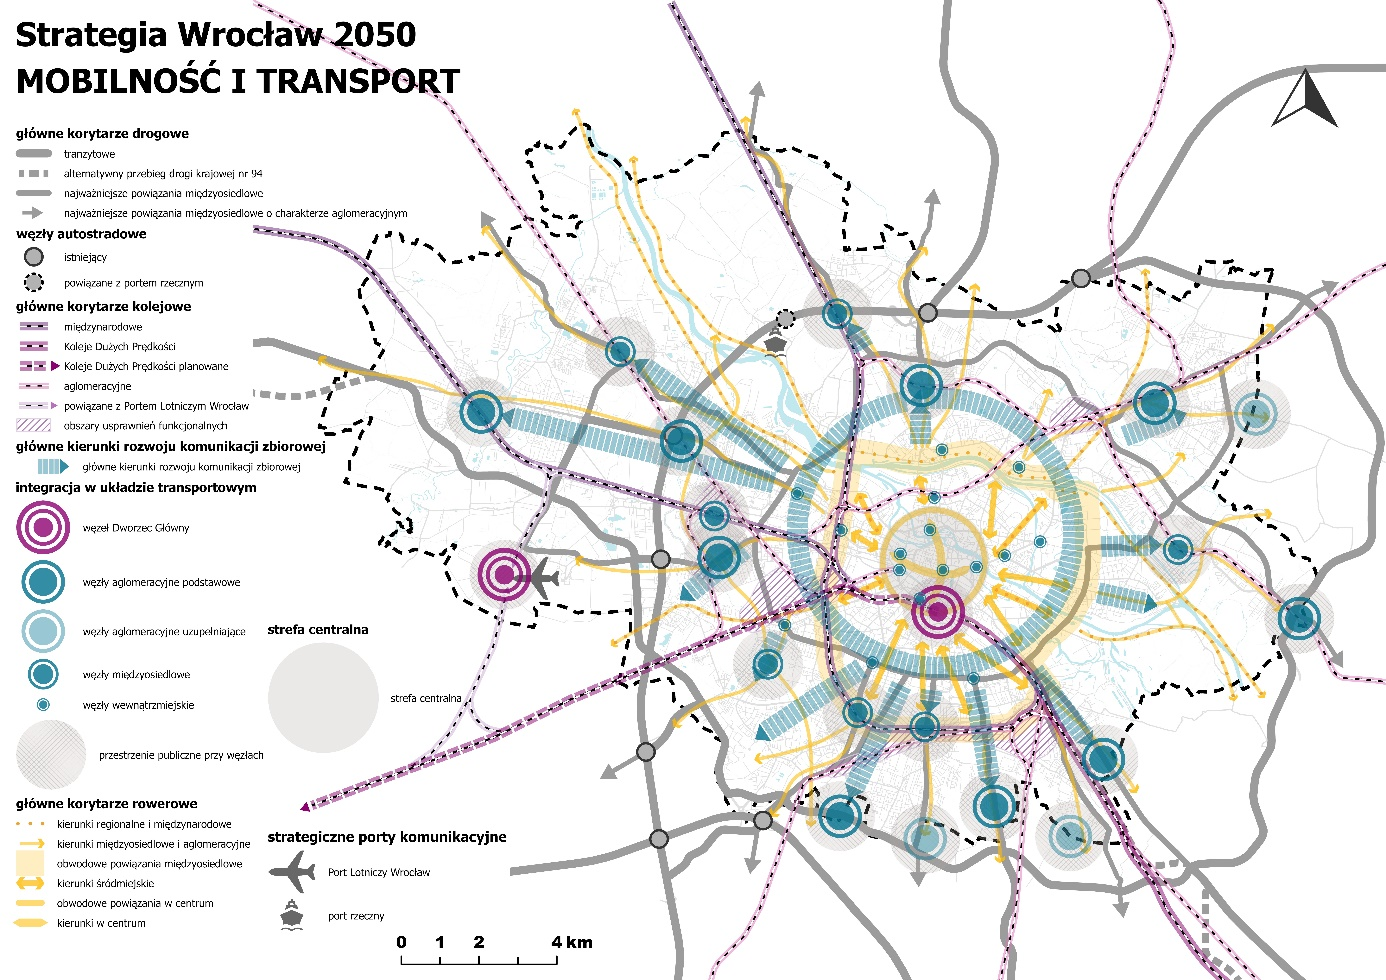 Strategia Wrocław 2050
MOBILNOŚĆ I TRANSPORT
główne korytarze drogowe
tranzytowe
alternatywny przebieg drogi krajowej nr 94
najważniejsze powiązania międzyosiedlowe
najważniejsze powiązania międzyosiedlowe o charakterze aglomeracyjnym
węzły autostradowe
istniejący
powiązane z portem rzecznym
główne korytarze kolejowe
międzynarodowe
Koleje Dużych Prędkości
Koleje Dużych Prędkości planowane
aglomeracyjne
powiązane z Portem Lotniczym Wrocław
obszary usprawnień funkcjonalnych
główne kierunki rozwoju komunikacji zbiorowej
główne kierunki rozwoju komunikacji zbiorowej
integracja w układzie transportowym
węzeł Dworzec Główny
węzły aglomeracyjne podstawowe
węzły aglomeracyjne uzupełniające
węzły międzyosiedlowe
węzły wewnątrzmiejskie
przestrzenie publiczne przy węzłach
strefa centralna
strefa centralna
główne korytarze rowerowe
kierunki regionalne i międzynarodowe
kierunki międzyosiedlowe i aglomeracyjne
obwodowe powiązania międzyosiedlowe
kierunki śródmiejskie
obwodowe powiązania w centrum
kierunki w centrum
strategiczne porty komunikacyjne
Port Lotniczy Wrocław
port rzeczny
0 1 2 4 km